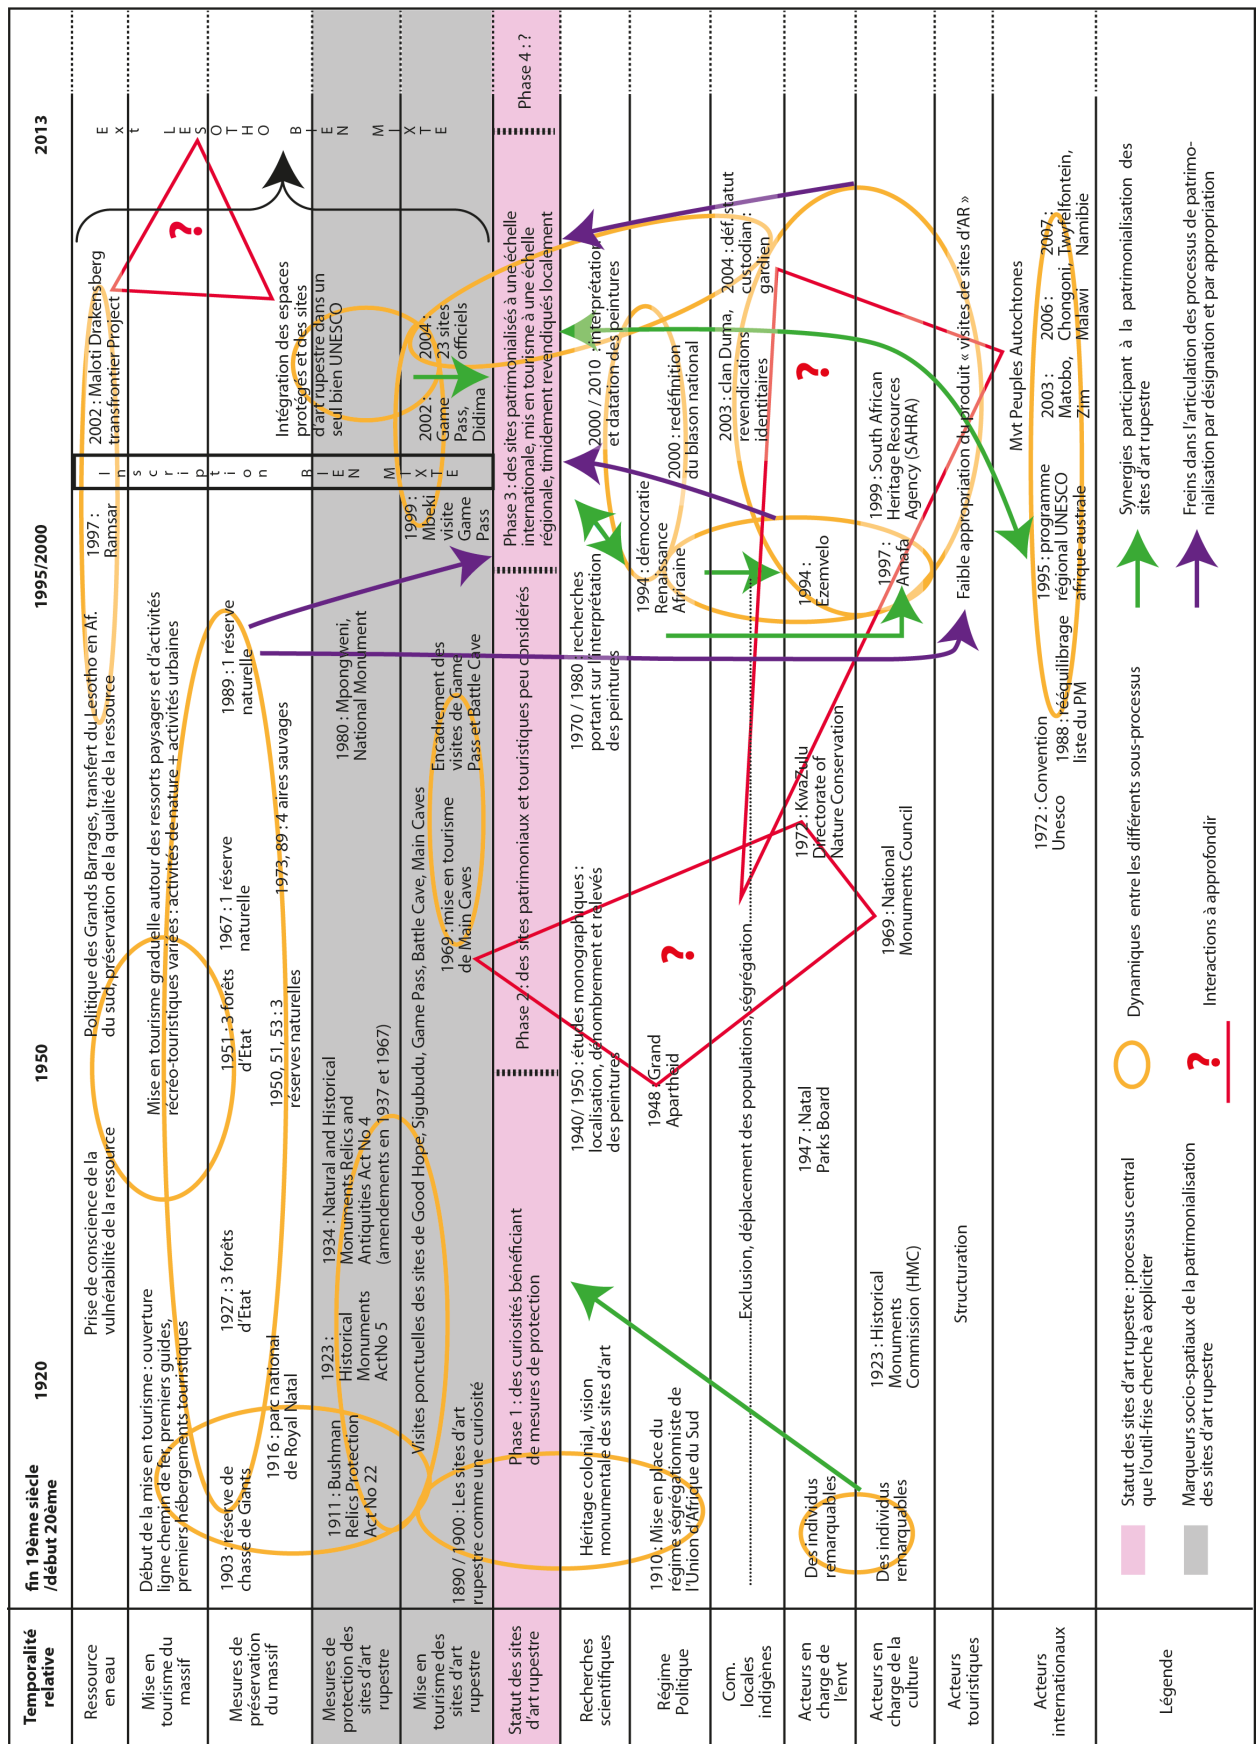 Temporalité
relative
fin 19ème siècle
/début 20ème
1920
1950
1995/2000
2013
Ressource
en eau
Prise de conscience de la
vulnérabilité de la ressource
Politique des Grands Barrages, transfert du Lesotho en Af.
du sud, préservation de la qualité de la ressource
1997 :
Ramsar
2002 : Maloti Drakensberg
transfrontier Project
Mise en
tourisme du
massif
Début de la mise en tourisme : ouverture
ligne chemin de fer, premiers guides,
premiers hébergements touristiques
Mise en tourisme graduelle autour des ressorts paysagers et d'activités
récréo-touristiques variées : activités de nature + activités urbaines
Mesures de
préservation
du massif
1903 : réserve de
chasse de Giants
1916 : parc national
de Royal Natal
1927 : 3 forêts
d'Etat
1951 : 3 forêts
d'Etat
1950, 51, 53 : 3
réserves naturelles
1967 : 1 réserve
naturelle
1973, 89 : 4 aires sauvages
1989 : 1 réserve
naturelle
Intégration des espaces
protégés et des sites
d'art rupestre dans un
seul bien UNESCO
Inscription BIEN MIXTE
Ext LESOTHO BIEN MIXTE
?
Mesures de
protection des
sites d'art
rupestre
1911 : Bushman
Relics Protection
Act No 22
1923 :
Historical
Monuments
ActNo 5
1934 : Natural and Historical
Monuments Relics and
Antiquities Act No 4
(amendements en 1937 et 1967)
1980 : Mpongweni,
National Monument
Mise en
tourisme des
sites d'art
rupestre
1890 / 1900 : Les sites d'art
rupestre comme une curiosité
Visites ponctuelles des sites de Good Hope, Sigubudu, Game Pass, Battle Cave, Main Caves
1969 : mise en tourisme
de Main Caves
Encadrement des
visites de Game
Pass et Battle Cave
1999 :
Mbeki
visite
Game
Pass
2002 :
Game
Pass,
Didima
2004 :
23 sites
officiels
Statut des sites
d'art rupestre
Phase 1 : des curiosités bénéficiant
de mesures de protection
Phase 2 : des sites patrimoniaux et touristiques peu considérés
Phase 3 : des sites patrimonialisés à une échelle
internationale, mis en tourisme à une échelle
régionale, timidement revendiqués localement
Phase 4 : ?
Recherches
scientifiques
Héritage colonial, vision
monumentale des sites d'art
1940/ 1950 : études monographiques :
localisation, dénombrement et relevés
des peintures
1970 / 1980 : recherches
portant sur l'interprétation
des peintures
2000 / 2010 : interprétation
et datation des peintures
Régime
Politique
1910 : Mise en place du
régime ségrégationniste de
l'Union d'Afrique du Sud
1948 : Grand
Apartheid
?
1994 : démocratie
Renaissance
Africaine
2000 : redéfinition
du blason national
Com.
locales
indigènes
Exclusion, déplacement des populations, ségrégation
2003 : clan Duma,
revendications
identitaires
2004 : déf. statut
custodian :
gardien
Acteurs en
charge de
l'envt
Des individus
remarquables
1947 : Natal
Parks Board
1972 : KwaZulu
Directorate of
Nature Conservation
1994 :
Ezemvelo
?
Acteurs en
charge de la
culture
Des individus
remarquables
1923 : Historical
Monuments
Commission (HMC)
1969 : National
Monuments Council
1997 :
Amafa
1999 : South African
Heritage Resources
Agency (SAHRA)
Acteurs
touristiques
Structuration
Faible appropriation du produit « visites de sites d'AR »
Acteurs
internationaux
1972 : Convention
Unesco
1988 : rééquilibrage
liste du PM
1995 : programme
régional UNESCO
afrique australe
Mvt Peuples Autochtones
2003 :
Matobo,
Zim
2006 :
Chongoni,
Malawi
2007 :
Twyfelfontein,
Namibie
Légende
Statut des sites d'art rupestre : processus central
que l'outil-frise cherche à expliciter
Marqueurs socio-spatiaux de la patrimonialisation
des sites d'art rupestre
Dynamiques entre les différents sous-processus
?
Interactions à approfondir
Synergies participant à la patrimonialisation des
sites d'art rupestre
Freins dans l'articulation des processus de patrimo-
nialisation par désignation et par appropriation